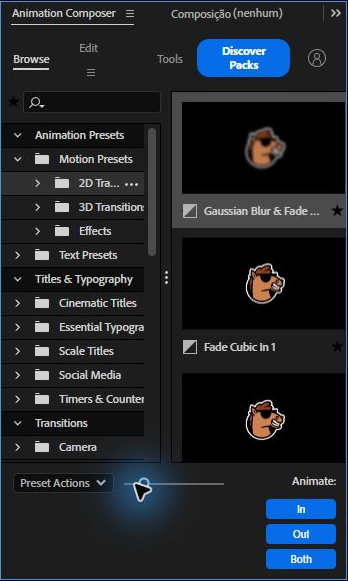 Animation Composer
Composição (nenhum)
Browse
Edit
Tools
Discover
Packs
Animation Presets
Motion Presets
2D Tra...
3D Transitions
Effects
Text Presets
Titles & Typography
Cinematic Titles
Essential Typogra
Scale Titles
Social Media
Timers & Counter
Transitions
Camera
Gaussian Blur & Fade ...
Fade Cubic In 1
Preset Actions
Animate:
In
Out
Both